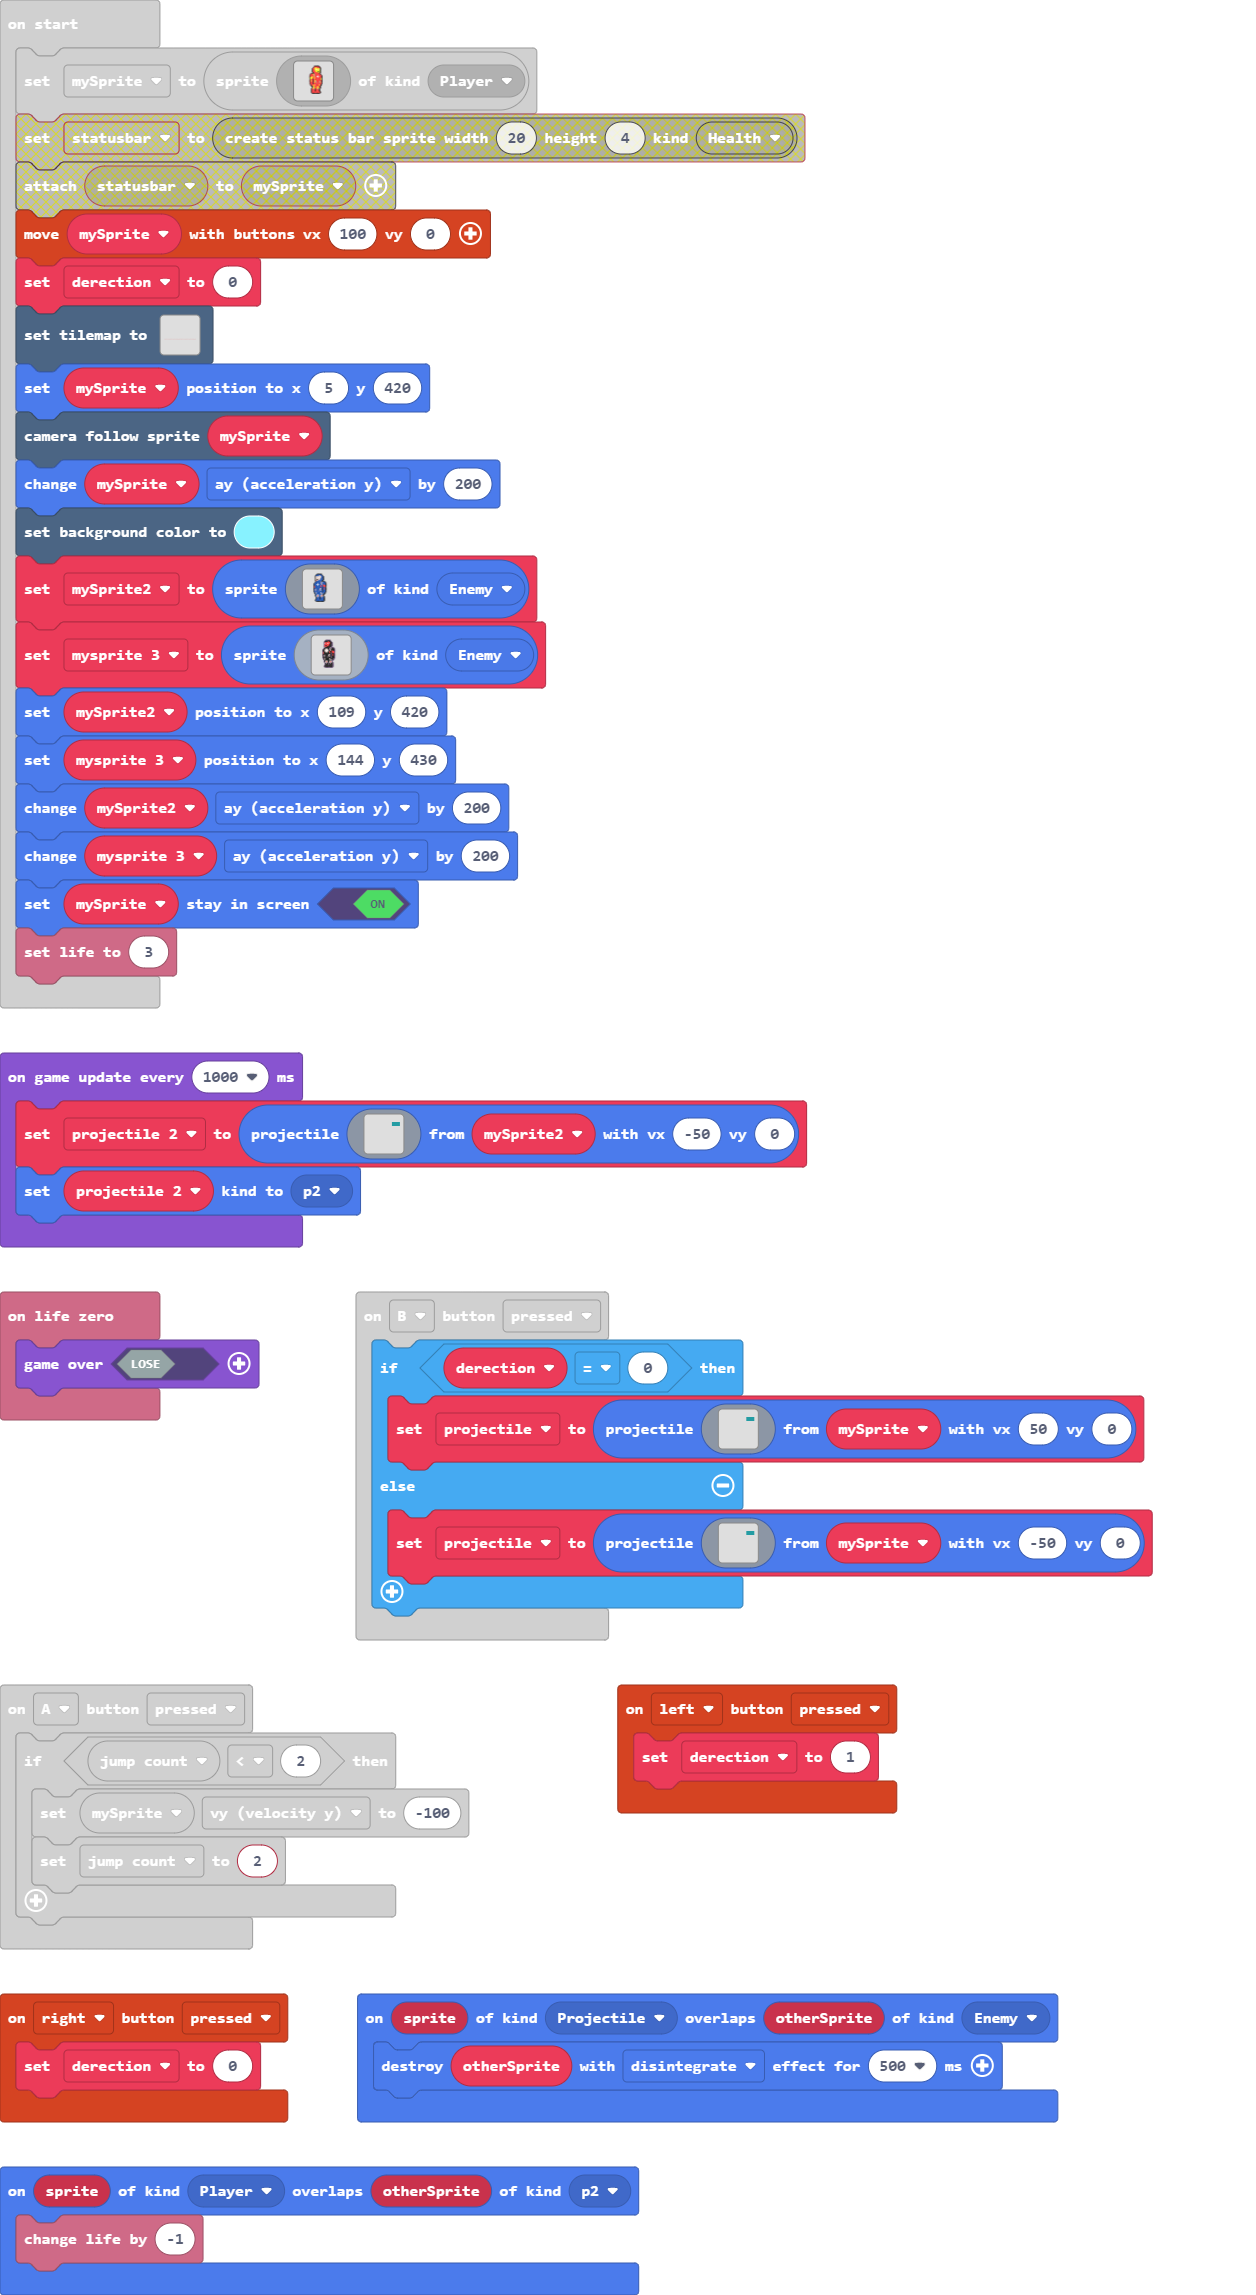 on start
set mySprite to sprite of kind Player
set statusbar to create status bar sprite width 20 height 4 kind Health
attach statusbar to mySprite
move mySprite with buttons vx 100 vy 0
set derection to 0
set tilemap to
set mySprite position to x 5 y 420
camera follow sprite mySprite
change mySprite ay (acceleration y) by 200
set background color to
set mySprite2 to sprite of kind Enemy
set mysprite 3 to sprite of kind Enemy
set mySprite2 position to x 109 y 420
set mysprite 3 position to x 144 y 430
change mySprite2 ay (acceleration y) by 200
change mysprite 3 ay (acceleration y) by 200
set mySprite stay in screen ON
set life to 3
on game update every 1000 ms
set projectile 2 to projectile from mySprite2 with vx -50 vy 0
set projectile 2 kind to p2
on life zero
game over LOSE
on B button pressed
if derection = 0 then
set projectile to projectile from mySprite with vx 50 vy 0
else
set projectile to projectile from mySprite with vx -50 vy 0
on A button pressed
if jump count < 2 then
set mySprite vy (velocity y) to -100
set jump count to 2
on left button pressed
set derection to 1
on right button pressed
set derection to 0
on sprite of kind Projectile overlaps otherSprite of kind Enemy
destroy otherSprite with disintegrate effect for 500 ms
on sprite of kind Player overlaps otherSprite of kind p2
change life by -1